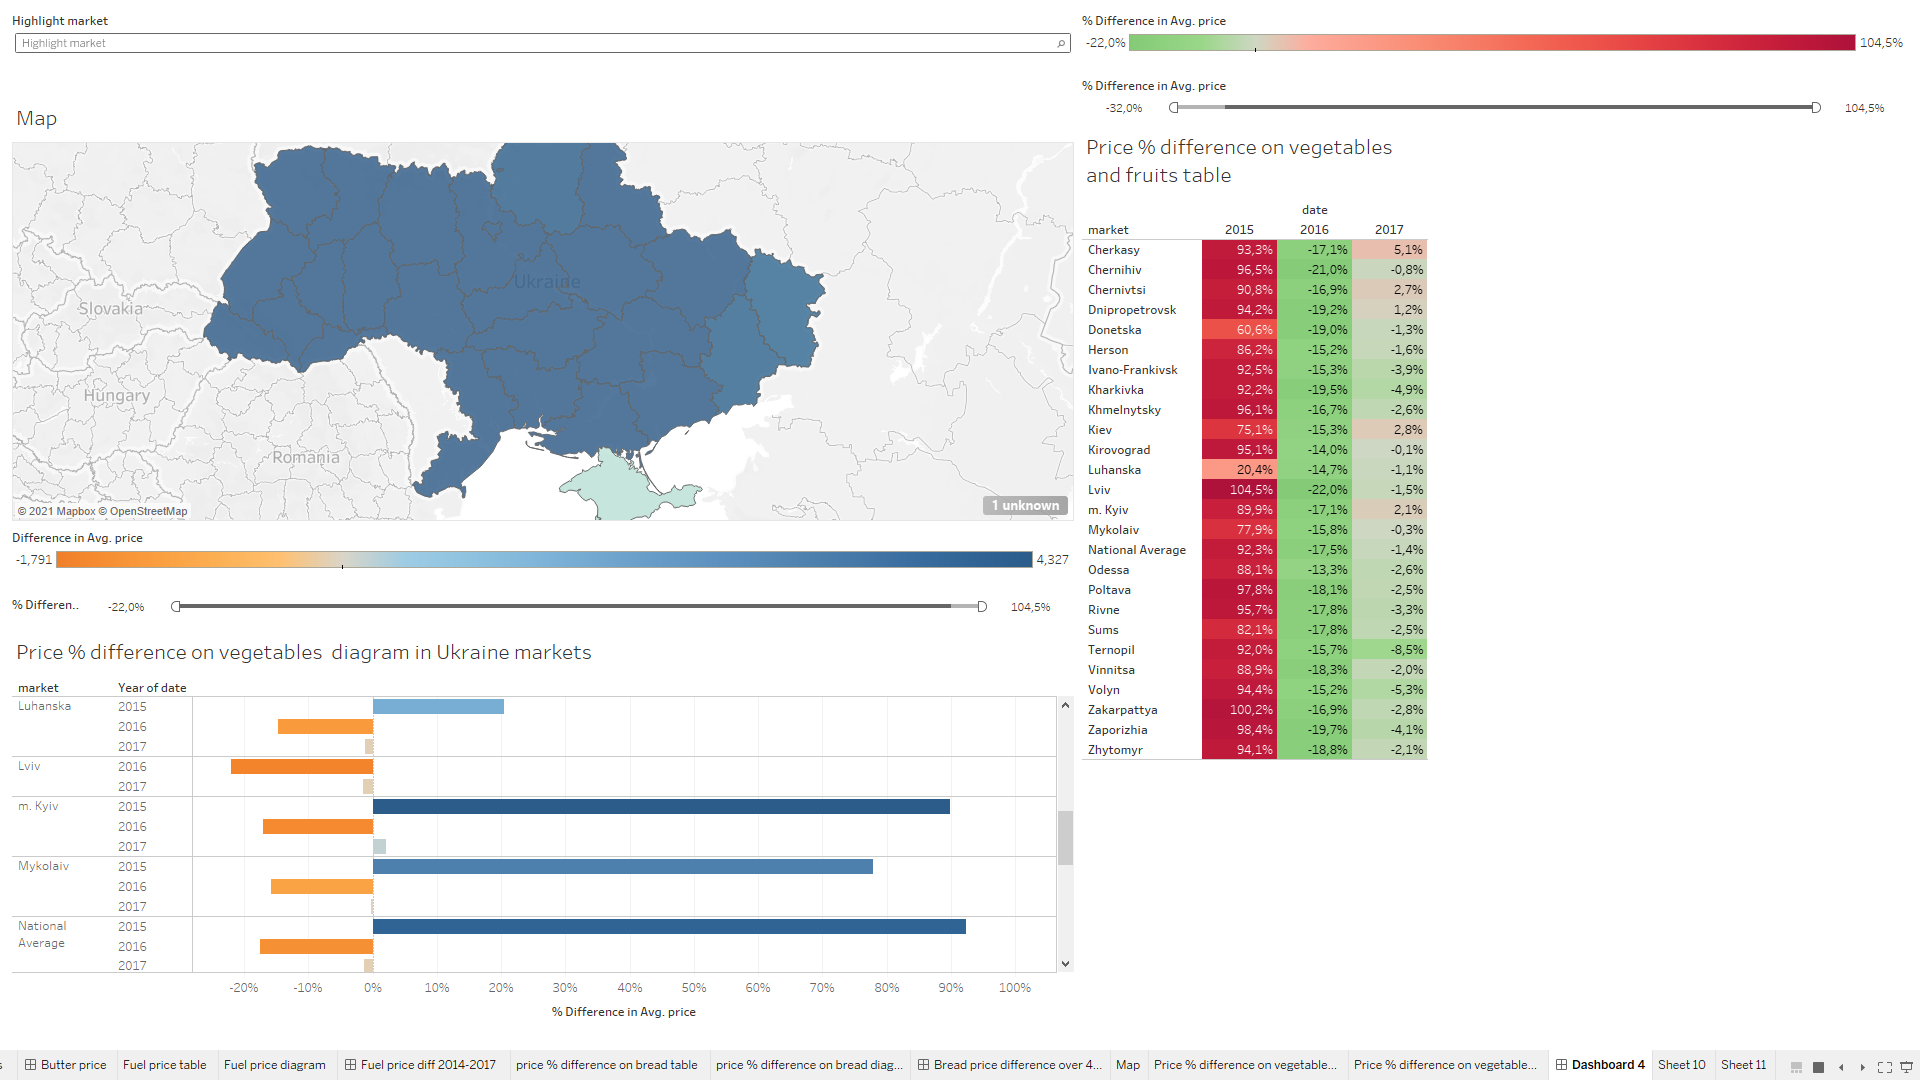 Highlight market
Highlight market
Map
Ukraine
Slovakia
Hungary
Romania
© 2021 Mapbox © OpenStreetMap
1 unknown
Difference in Avg. price
-1,791 4,327
% Differen.. -22,0% 104,5%
Price % difference on vegetables diagram in Ukraine markets
market Year of date
Luhanska 2015
2016
2017
Lviv 2016
2017
m. Kyiv 2015
2016
2017
Mykolaiv 2015
2016
2017
National Average 2015
2016
2017
-20% -10% 0% 10% 20% 30% 40% 50% 60% 70% 80% 90% 100%
% Difference in Avg. price
% Difference in Avg. price
-22,0% 104,5%
% Difference in Avg. price
-32,0% 104,5%
Price % difference on vegetables
and fruits table
date
market 2015 2016 2017
Cherkasy 93,3% -17,1% 5,1%
Chernihiv 96,5% -21,0% -0,8%
Chernivtsi 90,8% -16,9% 2,7%
Dnipropetrovsk 94,2% -19,2% 1,2%
Donetska 60,6% -19,0% -1,3%
Herson 86,2% -15,2% -1,6%
Ivano-Frankivsk 92,5% -15,3% -3,9%
Kharkivka 92,2% -19,5% -4,9%
Khmelnytsky 96,1% -16,7% -2,6%
Kiev 75,1% -15,3% 2,8%
Kirovograd 95,1% -14,0% -0,1%
Luhanska 20,4% -14,7% -1,1%
Lviv 104,5% -22,0% -1,5%
m. Kyiv 89,9% -17,1% 2,1%
Mykolaiv 77,9% -15,8% -0,3%
National Average 92,3% -17,5% -1,4%
Odessa 88,1% -13,3% -2,6%
Poltava 97,8% -18,1% -2,5%
Rivne 95,7% -17,8% -3,3%
Sums 82,1% -17,8% -2,5%
Ternopil 92,0% -15,7% -8,5%
Vinnitsa 88,9% -18,3% -2,0%
Volyn 94,4% -15,2% -5,3%
Zakarpattya 100,2% -16,9% -2,8%
Zaporizhia 98,4% -19,7% -4,1%
Zhytomyr 94,1% -18,8% -2,1%
Butter price Fuel price table Fuel price diagram Fuel price diff 2014-2017 price % difference on bread table price % difference on bread diag... Bread price difference over 4... Map Price % difference on vegetable... Price % difference on vegetable... Dashboard 4 Sheet 10 Sheet 11